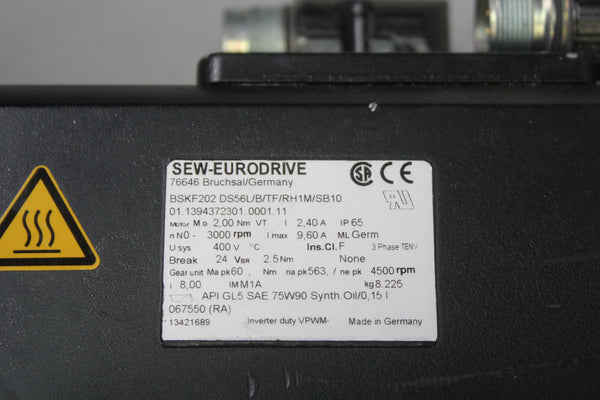 SEW-EURODRIVE
76646 Bruchsal/Germany
SA CE
BSKF202 DS56L/B/TF/RH1M/SB10
01.1394372301.0001.11
Motor Mo 2,00 Nm VT I 2,40 A IP 65
n N0- 3000 rpm I max 9,60 A ML Germ
U sys 400 V °C Ins.Cl. F 3 Phase TENV
Break 24 VBR 2.5 Nm None
Gear unit Ma pk 60, Nm na pk 563, / ne pk 4500 rpm
i 8,00 IM M1A kg 8.225
API GL5 SAE 75W90 Synth.Oil/0,15 l
067550 (RA)
13421689 Inverter duty VPWM- Made in Germany